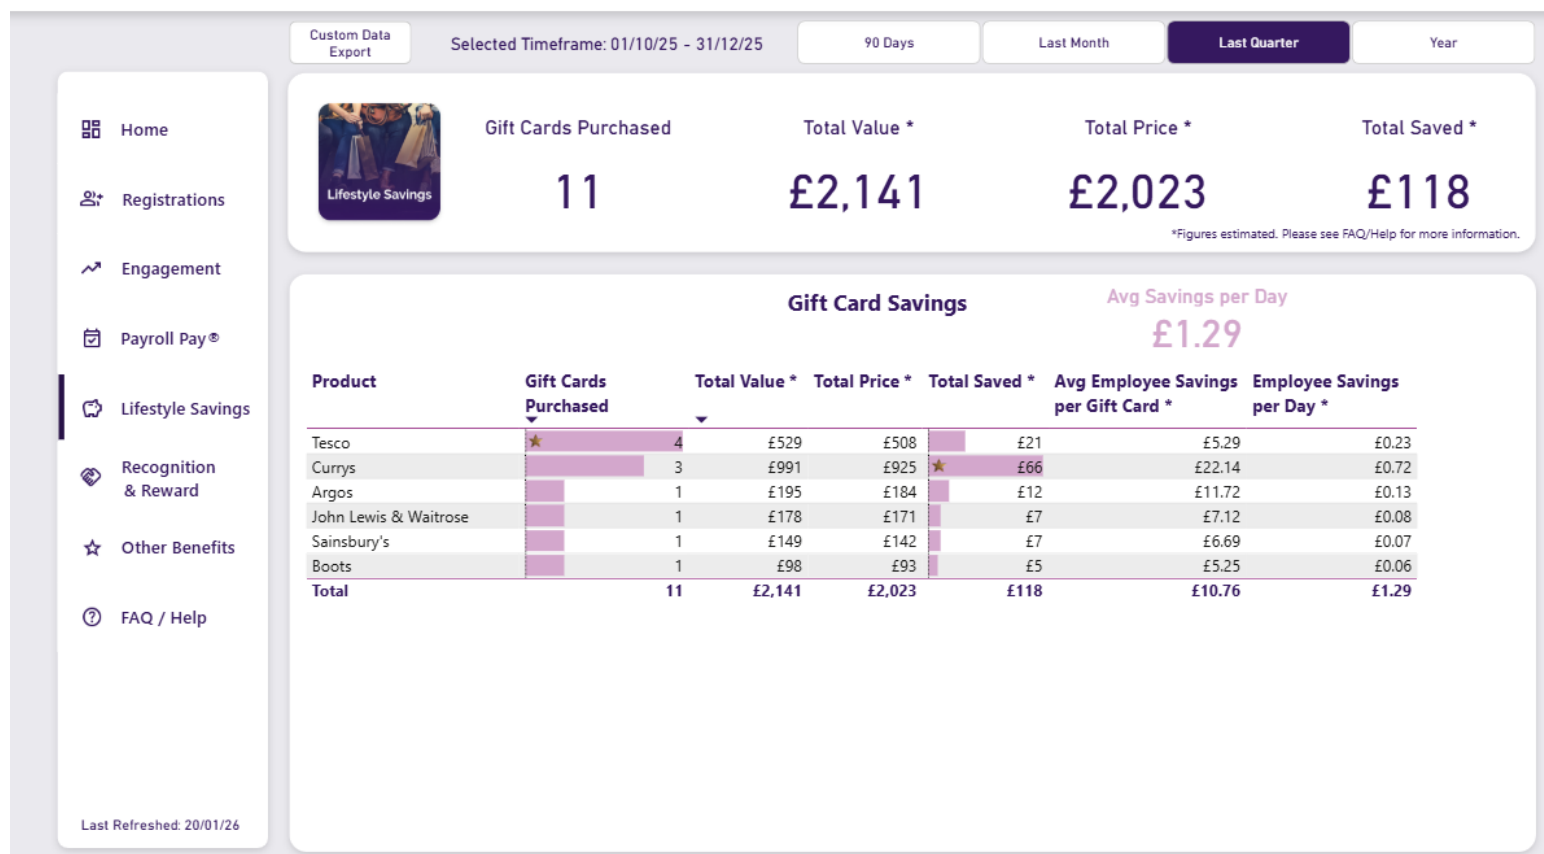 Custom Data
Export
Selected Timeframe: 01/10/25 - 31/12/25
90 Days
Last Month
Last Quarter
Year
Home
Registrations
Engagement
Payroll Pay®
Lifestyle Savings
Recognition
& Reward
Other Benefits
FAQ / Help
Last Refreshed: 20/01/26
Lifestyle Savings
Gift Cards Purchased
11
Total Value *
£2,141
Total Price *
£2,023
Total Saved *
£118
*Figures estimated. Please see FAQ/Help for more information.
Gift Card Savings
Avg Savings per Day
£1.29
Product Gift Cards Total Value * Total Price * Total Saved * Avg Employee Savings Employee Savings
Purchased per Gift Card * per Day *
Tesco 4 £529 £508 £21 £5.29 £0.23
Currys 3 £991 £925 £66 £22.14 £0.72
Argos 1 £195 £184 £12 £11.72 £0.13
John Lewis & Waitrose 1 £178 £171 £7 £7.12 £0.08
Sainsbury's 1 £149 £142 £7 £6.69 £0.07
Boots 1 £98 £93 £5 £5.25 £0.06
Total 11 £2,141 £2,023 £118 £10.76 £1.29